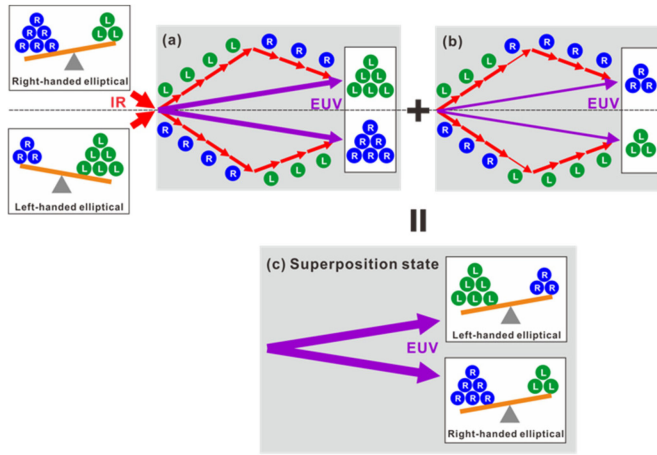 R
R R
R R R
L
L L
Right-handed elliptical
IR
R
R R
L
L L
L L L
Left-handed elliptical
(a)
L L L L R R R
EUV
R R R R L L L
L
L L
L L L
R
R R
R R R
+
(b)
R R R L R R R R
EUV
L L L R L L L L
R
R R
L
L L
=
(c) Superposition state
EUV
L
L L
L L L
R
R R
Left-handed elliptical
R
R R
R R R
L
L L
Right-handed elliptical